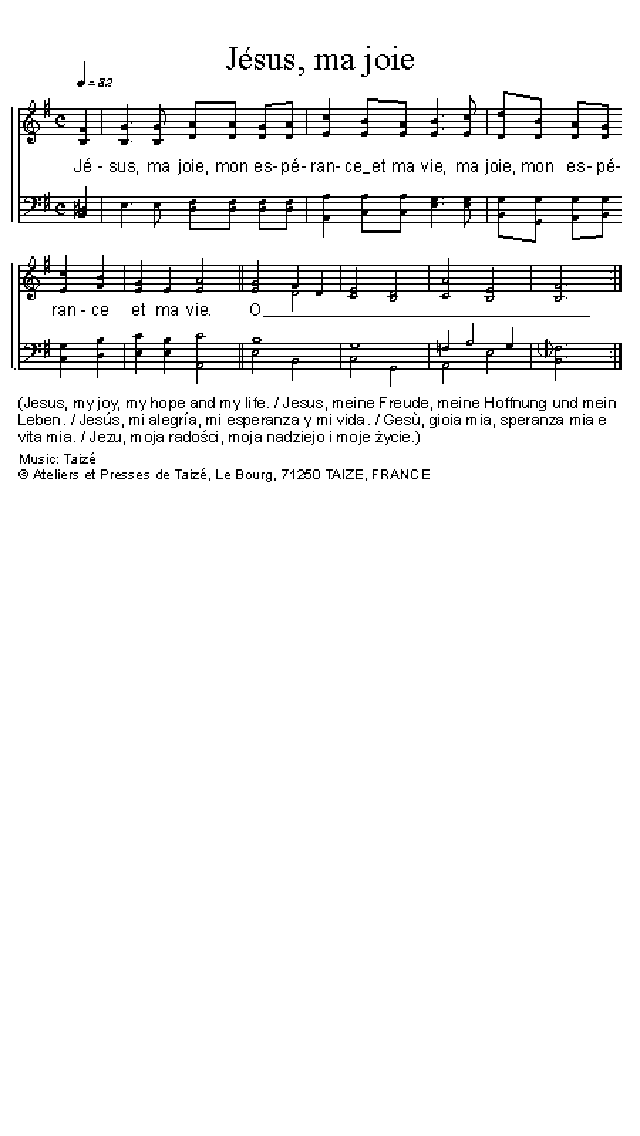 Jésus, ma joie
Jé - sus, ma joie, mon es-pé-ran-ce_et ma vie, ma joie, mon es-pé-
ran - ce et ma vie. O
(Jesus, my joy, my hope and my life. / Jesus, meine Freude, meine Hoffnung und mein
Leben. / Jesús, mi alegría, mi esperanza y mi vida. / Gesù, gioia mia, speranza mia e
vita mia. / Jezu, moja radości, moja nadziejo i moje życie.)
Music: Taizé
© Ateliers et Presses de Taizé, Le Bourg, 71250 TAIZE, FRANCE